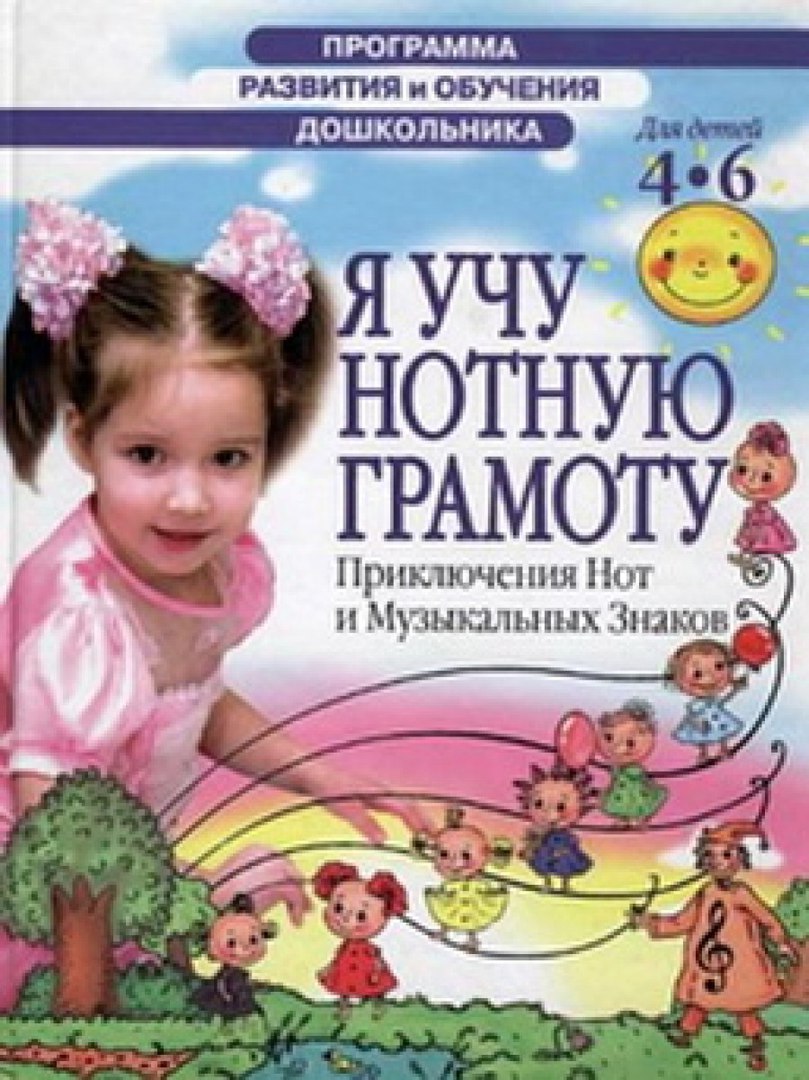 ПРОГРАММА
РАЗВИТИЯ и ОБУЧЕНИЯ
ДОШКОЛЬНИКА
Для детей
4•6
Я УЧУ
НОТНУЮ
ГРАМОТУ
Приключения Нот
и Музыкальных Знаков